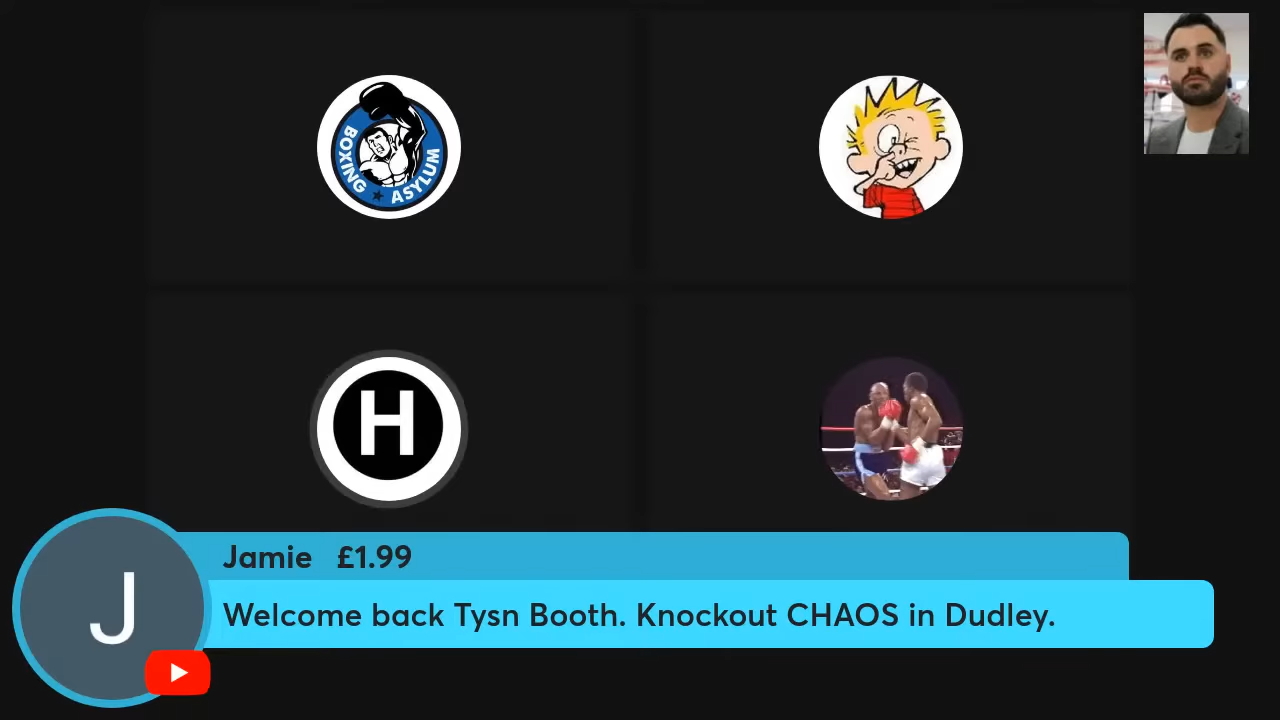 BOXING ASYLUM
H
J
Jamie £1.99
Welcome back Tysn Booth. Knockout CHAOS in Dudley.